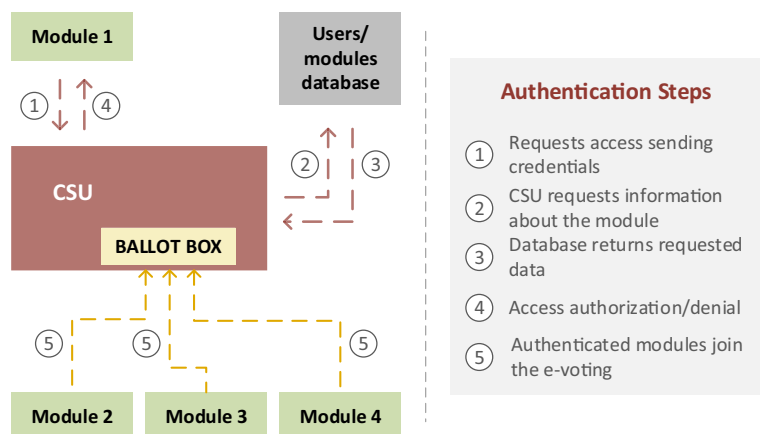 Module 1
Users/
modules
database
1
4
2
3
CSU
BALLOT BOX
5
5
5
Module 2
Module 3
Module 4
Authentication Steps
1
Requests access sending
credentials
2
CSU requests information
about the module
3
Database returns requested
data
4
Access authorization/denial
5
Authenticated modules join
the e-voting